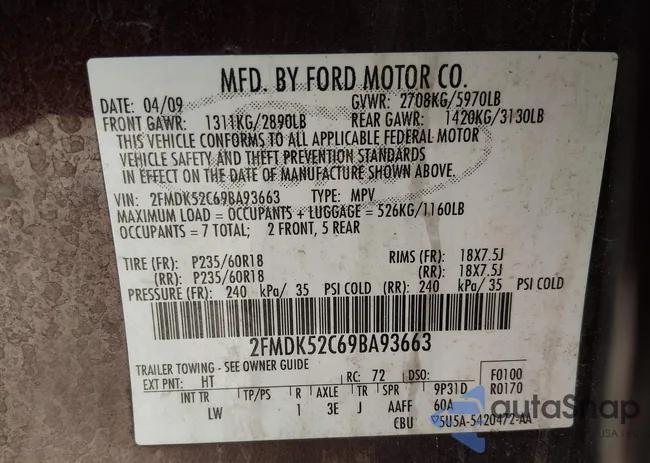 MFD. BY FORD MOTOR CO.
DATE: 04/09 GVWR: 2708KG/5970LB
FRONT GAWR: 1311KG/2890LB REAR GAWR: 1420KG/3130LB
THIS VEHICLE CONFORMS TO ALL APPLICABLE FEDERAL MOTOR
VEHICLE SAFETY AND THEFT PREVENTION STANDARDS
IN EFFECT ON THE DATE OF MANUFACTURE SHOWN ABOVE.
VIN: 2FMDK52C69BA93663 TYPE: MPV
MAXIMUM LOAD = OCCUPANTS + LUGGAGE = 526KG/1160LB
OCCUPANTS = 7 TOTAL; 2 FRONT, 5 REAR
TIRE (FR): P235/60R18 RIMS (FR): 18X7.5J
(RR): P235/60R18 (RR): 18X7.5J
PRESSURE (FR): 240 kPa/ 35 PSI COLD (RR): 240 kPa/ 35 PSI COLD
2FMDK52C69BA93663
TRAILER TOWING - SEE OWNER GUIDE
EXT PNT: HT RC: 72 DSO: F0100
INT TR TP/PS R AXLE TR SPR 9P31D R0170
LW 1 3E J AAFF 60A
CBU 5U5A-5420472-AA
autoSnap